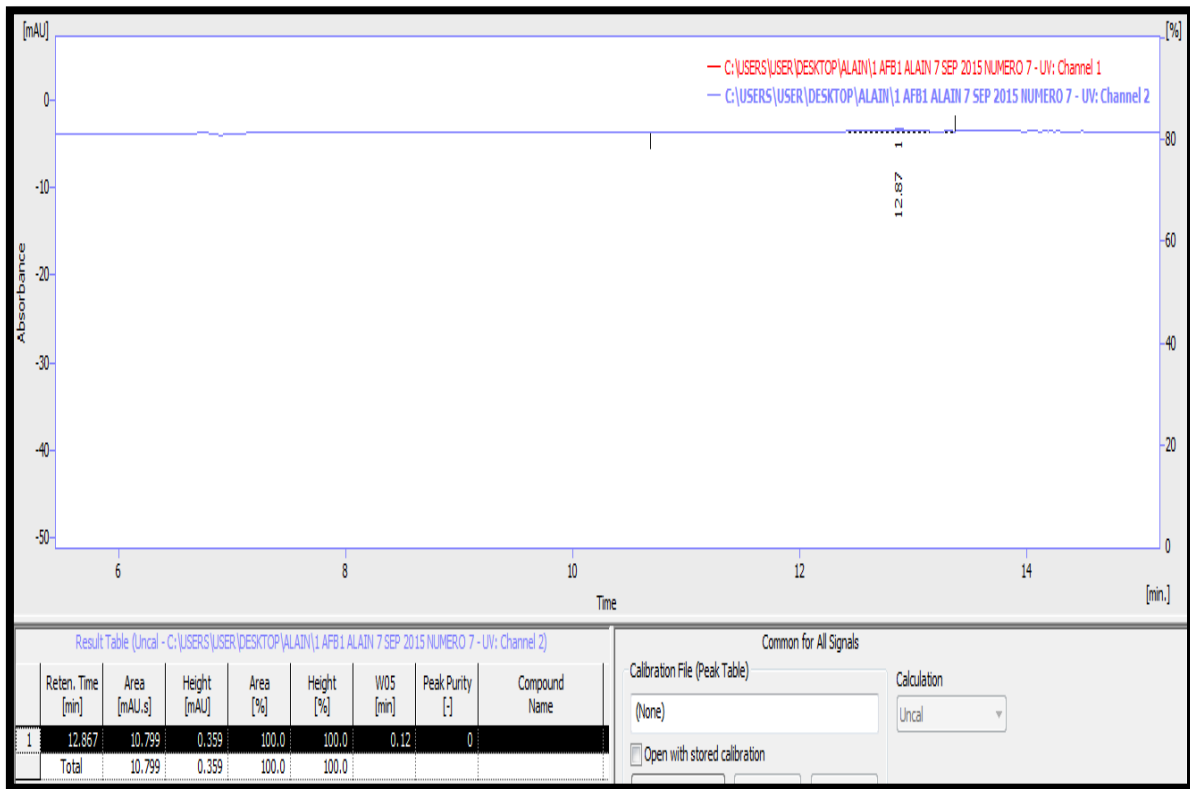 [mAU]
[%]
C:\USERS\USER\DESKTOP\ALAIN\1 AFB1 ALAIN 7 SEP 2015 NUMERO 7 - UV: Channel 1
C:\USERS\USER\DESKTOP\ALAIN\1 AFB1 ALAIN 7 SEP 2015 NUMERO 7 - UV: Channel 2
0
-10
-20
-30
-40
-50
Absorbance
80
60
40
20
0
12.87 1
6 8 10 12 14
Time
[min.]
Result Table (Uncal - C:\USERS\USER\DESKTOP\ALAIN\1 AFB1 ALAIN 7 SEP 2015 NUMERO 7 - UV: Channel 2)
Reten. Time [min] Area [mAU.s] Height [mAU] Area [%] Height [%] W05 [min] Peak Purity [-] Compound Name
1 12.867 10.799 0.359 100.0 100.0 0.12 0
Total 10.799 0.359 100.0 100.0
Common for All Signals
Calibration File (Peak Table)
(None)
Open with stored calibration
Calculation
Uncal